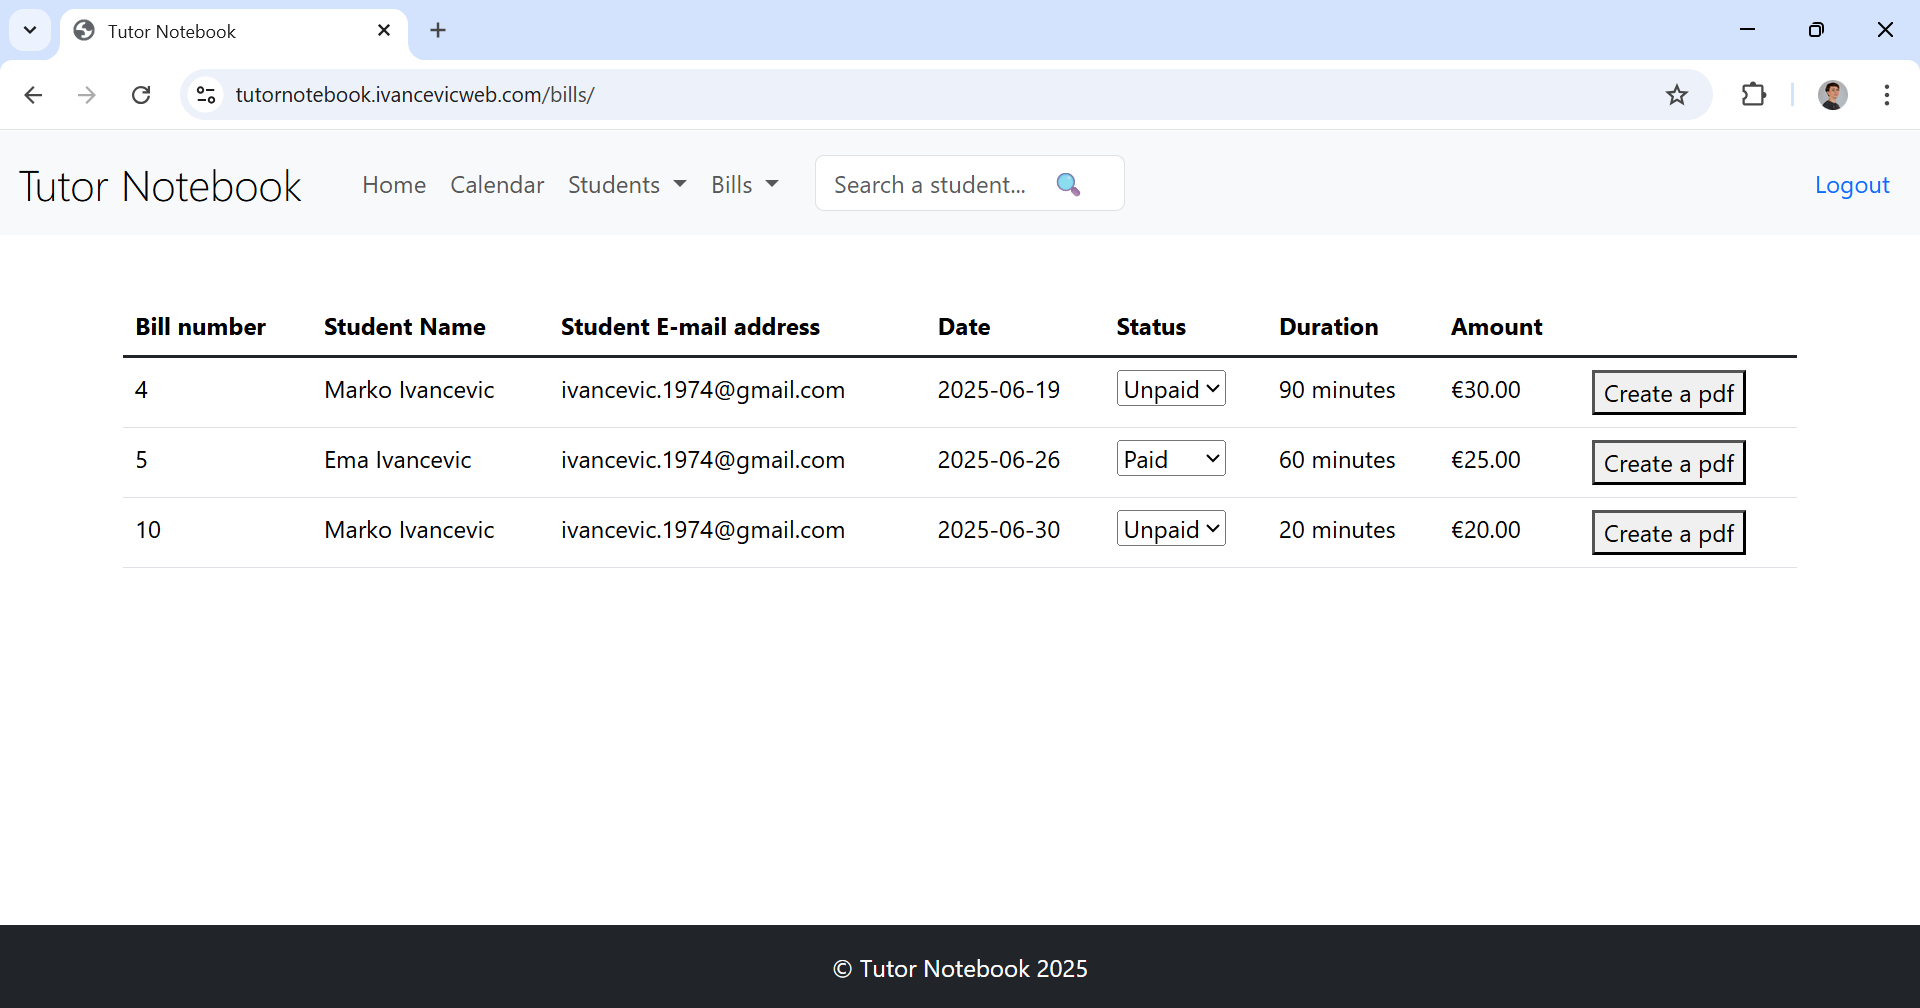 Tutor Notebook
tutornotebook.ivancevicweb.com/bills/
Tutor Notebook Home Calendar Students Bills Search a student... Logout
Bill number Student Name Student E-mail address Date Status Duration Amount
4 Marko Ivancevic ivancevic.1974@gmail.com 2025-06-19 Unpaid 90 minutes €30.00 Create a pdf
5 Ema Ivancevic ivancevic.1974@gmail.com 2025-06-26 Paid 60 minutes €25.00 Create a pdf
10 Marko Ivancevic ivancevic.1974@gmail.com 2025-06-30 Unpaid 20 minutes €20.00 Create a pdf
© Tutor Notebook 2025